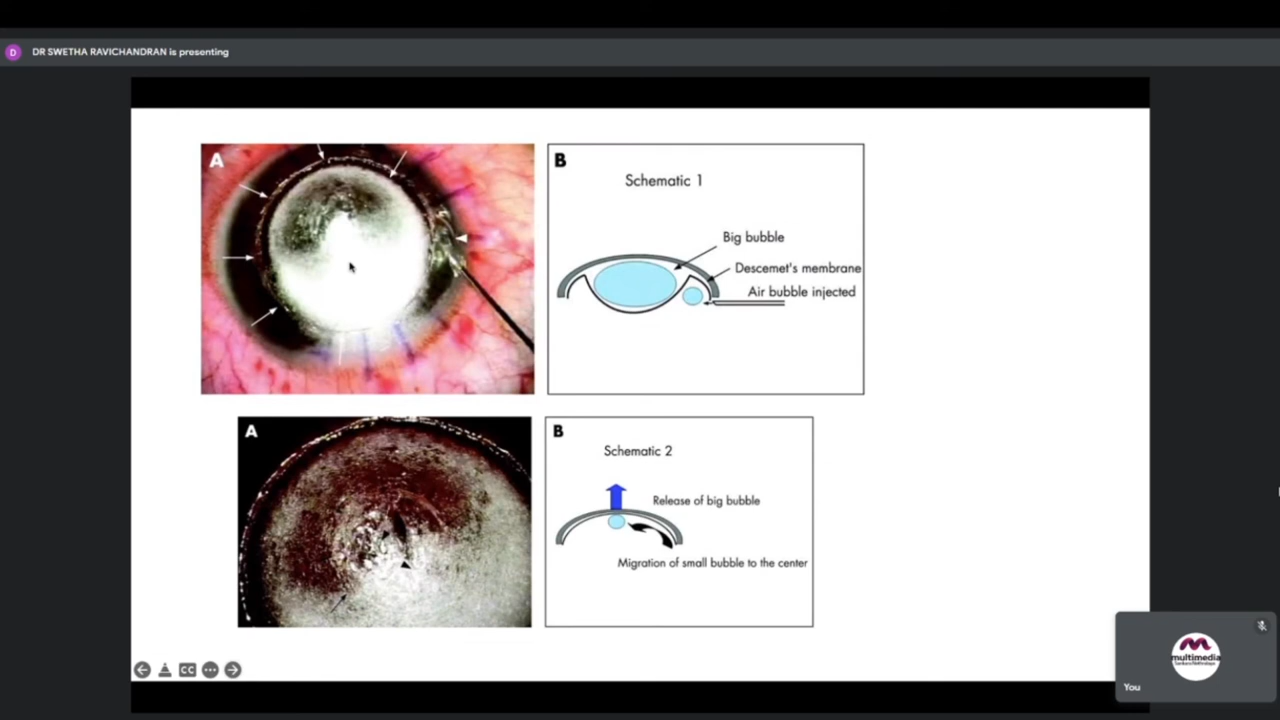 D
DR SWETHA RAVICHANDRAN is presenting
A
B
Schematic 1
Big bubble
Descemet's membrane
Air bubble injected
A
B
Schematic 2
Release of big bubble
Migration of small bubble to the center
CC
multimedia
You